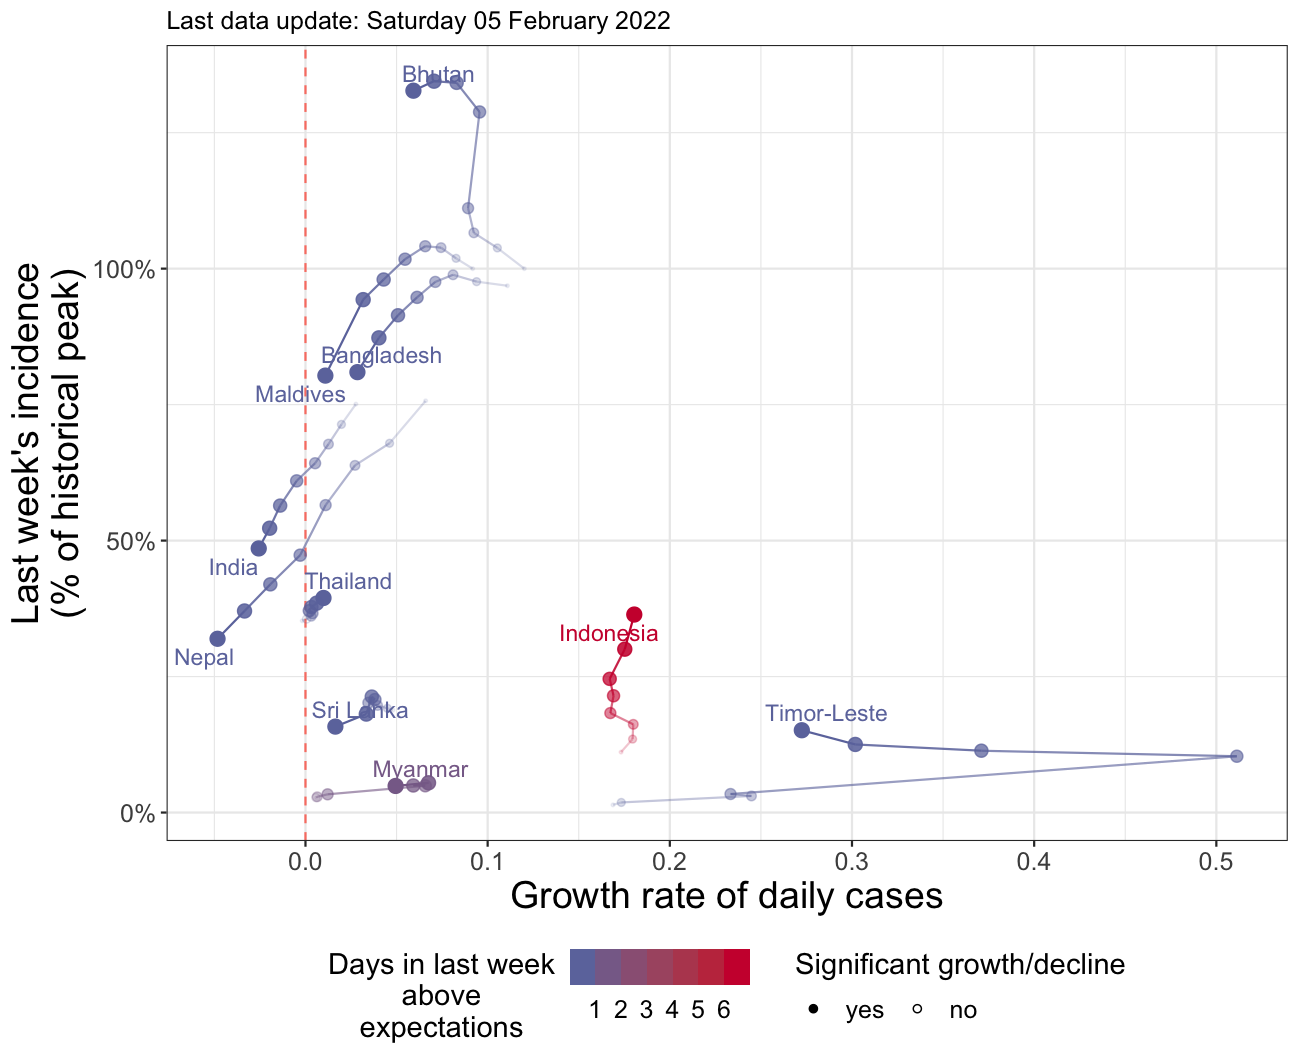 Last data update: Saturday 05 February 2022
Last week's incidence
(% of historical peak)
100%
50%
0%
Bhutan
Bangladesh
Maldives
India
Thailand
Nepal
Indonesia
Sri Lanka
Timor-Leste
Myanmar
0.0 0.1 0.2 0.3 0.4 0.5
Growth rate of daily cases
Days in last week
above
expectations
1 2 3 4 5 6
Significant growth/decline
yes no